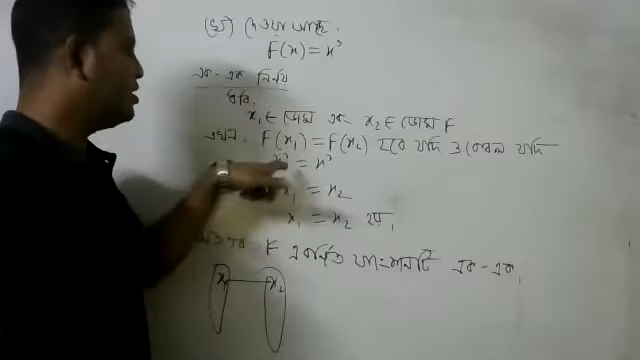 (খ) দেওয়া আছে,
F(x) = x³
এক-এক নির্ণয়
ধরি,
x₁ ∈ ডোম এবং x₂ ∈ ডোম F
এখন, F(x₁) = F(x₂) হবে যদি ও কেবল যদি
= x³
x₁ = x₂
x₁ = x₂ হয়,
অতএব F ফাংশনটি এক-এক,
x₁ x₂